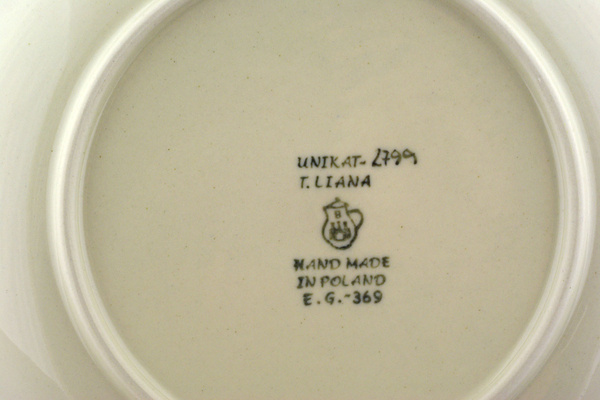 UNIKAT-2799
T. LIANA
HAND MADE
IN POLAND
E.G.-369